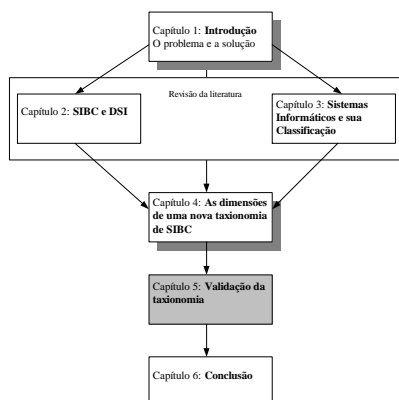 Capítulo 1: Introdução
O problema e a solução
Revisão da literatura
Capítulo 2: SIBC e DSI
Capítulo 3: Sistemas
Informáticos e sua
Classificação
Capítulo 4: As dimensões
de uma nova taxionomia
de SIBC
Capítulo 5: Validação da
taxionomia
Capítulo 6: Conclusão